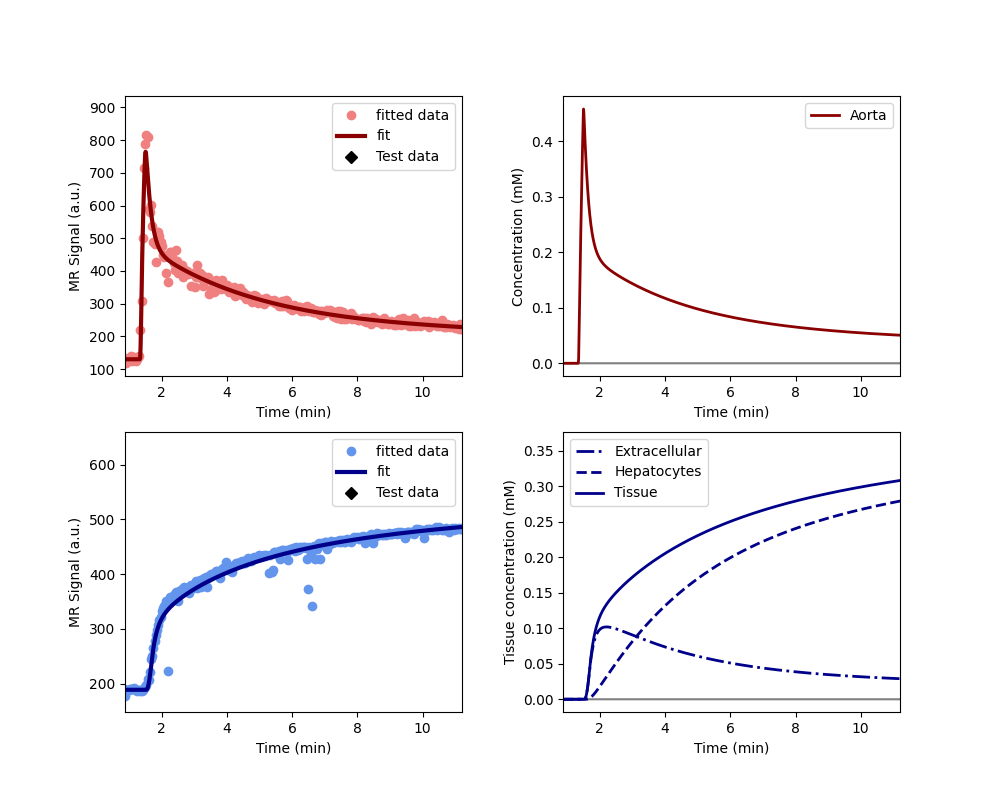 900
800
700
600
500
400
300
200
100
MR Signal (a.u.)
2 4 6 8 10
Time (min)
fitted data
fit
Test data
0.4
0.3
0.2
0.1
0.0
Concentration (mM)
2 4 6 8 10
Time (min)
Aorta
600
500
400
300
200
MR Signal (a.u.)
2 4 6 8 10
Time (min)
fitted data
fit
Test data
0.35
0.30
0.25
0.20
0.15
0.10
0.05
0.00
Tissue concentration (mM)
2 4 6 8 10
Time (min)
Extracellular
Hepatocytes
Tissue